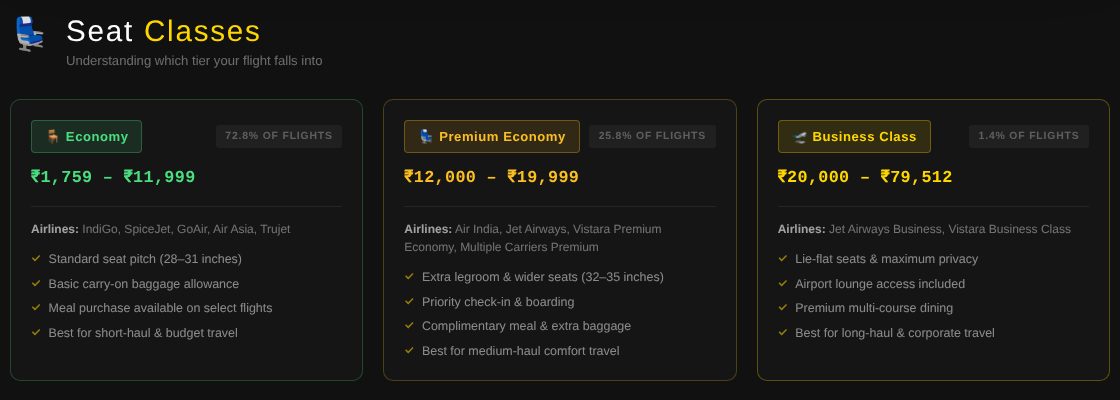 Seat Classes
Understanding which tier your flight falls into
Economy
72.8% OF FLIGHTS
₹1,759 – ₹11,999
Airlines: IndiGo, SpiceJet, GoAir, Air Asia, Trujet
Standard seat pitch (28–31 inches)
Basic carry-on baggage allowance
Meal purchase available on select flights
Best for short-haul & budget travel
Premium Economy
25.8% OF FLIGHTS
₹12,000 – ₹19,999
Airlines: Air India, Jet Airways, Vistara Premium
Economy, Multiple Carriers Premium
Extra legroom & wider seats (32–35 inches)
Priority check-in & boarding
Complimentary meal & extra baggage
Best for medium-haul comfort travel
Business Class
1.4% OF FLIGHTS
₹20,000 – ₹79,512
Airlines: Jet Airways Business, Vistara Business Class
Lie-flat seats & maximum privacy
Airport lounge access included
Premium multi-course dining
Best for long-haul & corporate travel